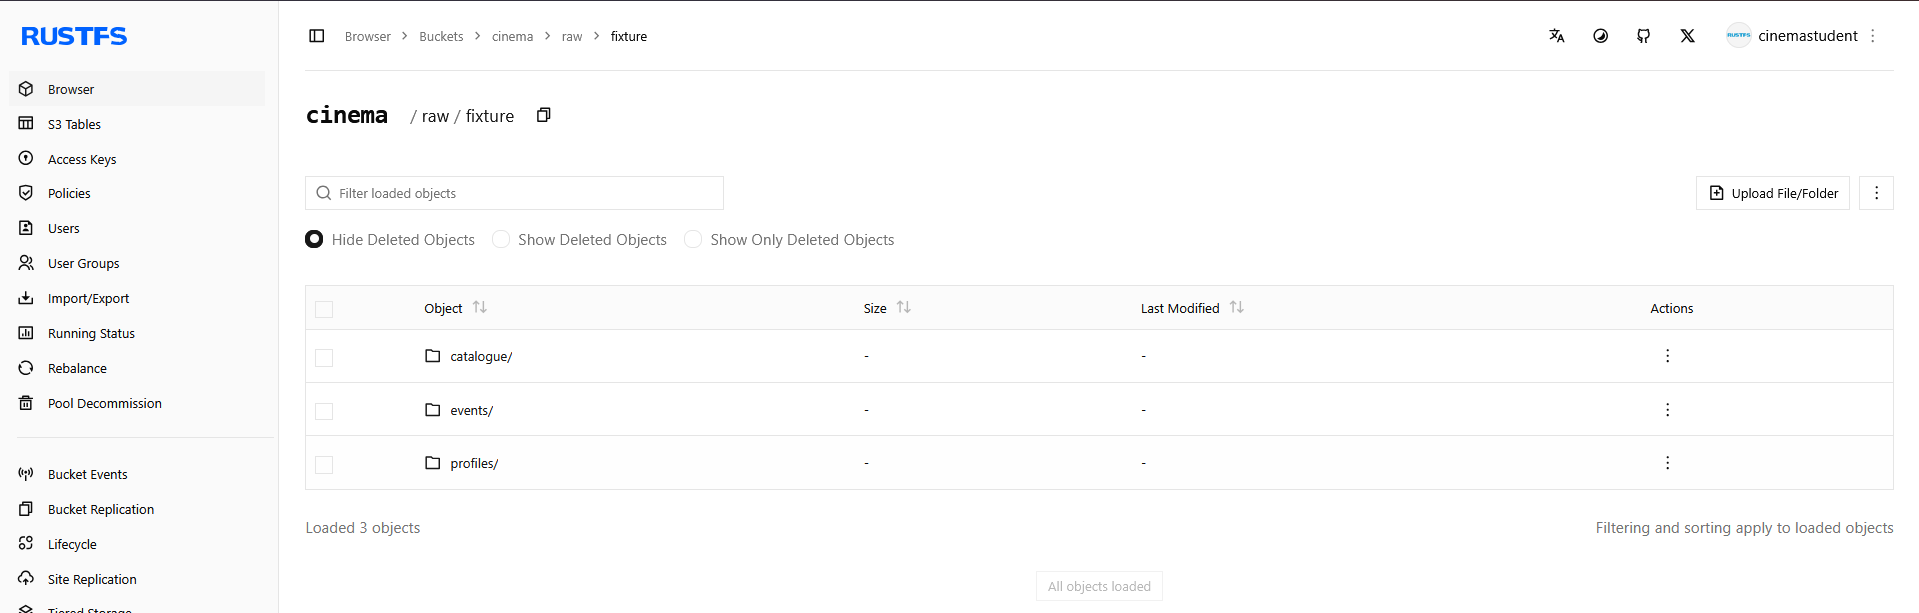 RUSTFS
Browser
S3 Tables
Access Keys
Policies
Users
User Groups
Import/Export
Running Status
Rebalance
Pool Decommission
Bucket Events
Bucket Replication
Lifecycle
Site Replication
Tiered Storage
Browser > Buckets > cinema > raw > fixture
RUSTFS cinemastudent
cinema / raw / fixture
Filter loaded objects
Upload File/Folder
Hide Deleted Objects Show Deleted Objects Show Only Deleted Objects
Object Size Last Modified Actions
catalogue/ - -
events/ - -
profiles/ - -
Loaded 3 objects Filtering and sorting apply to loaded objects
All objects loaded